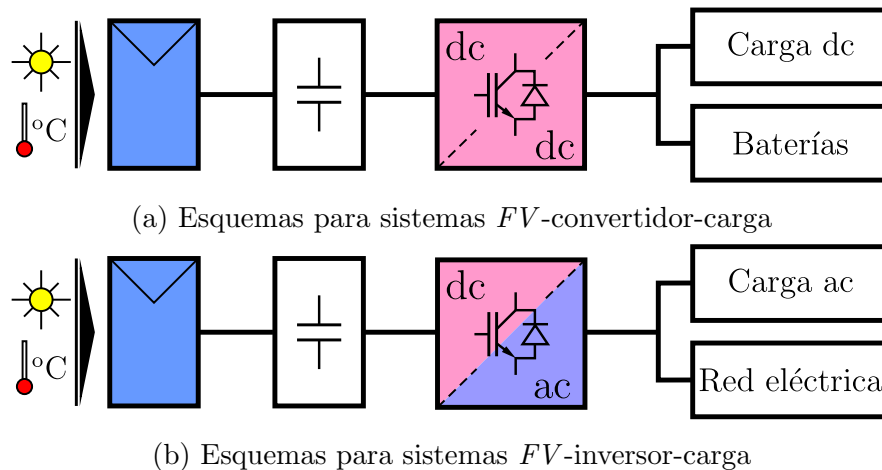 dc
Carga dc
°C
dc
Baterías
(a) Esquemas para sistemas FV-convertidor-carga
dc
Carga ac
°C
ac
Red eléctrica
(b) Esquemas para sistemas FV-inversor-carga